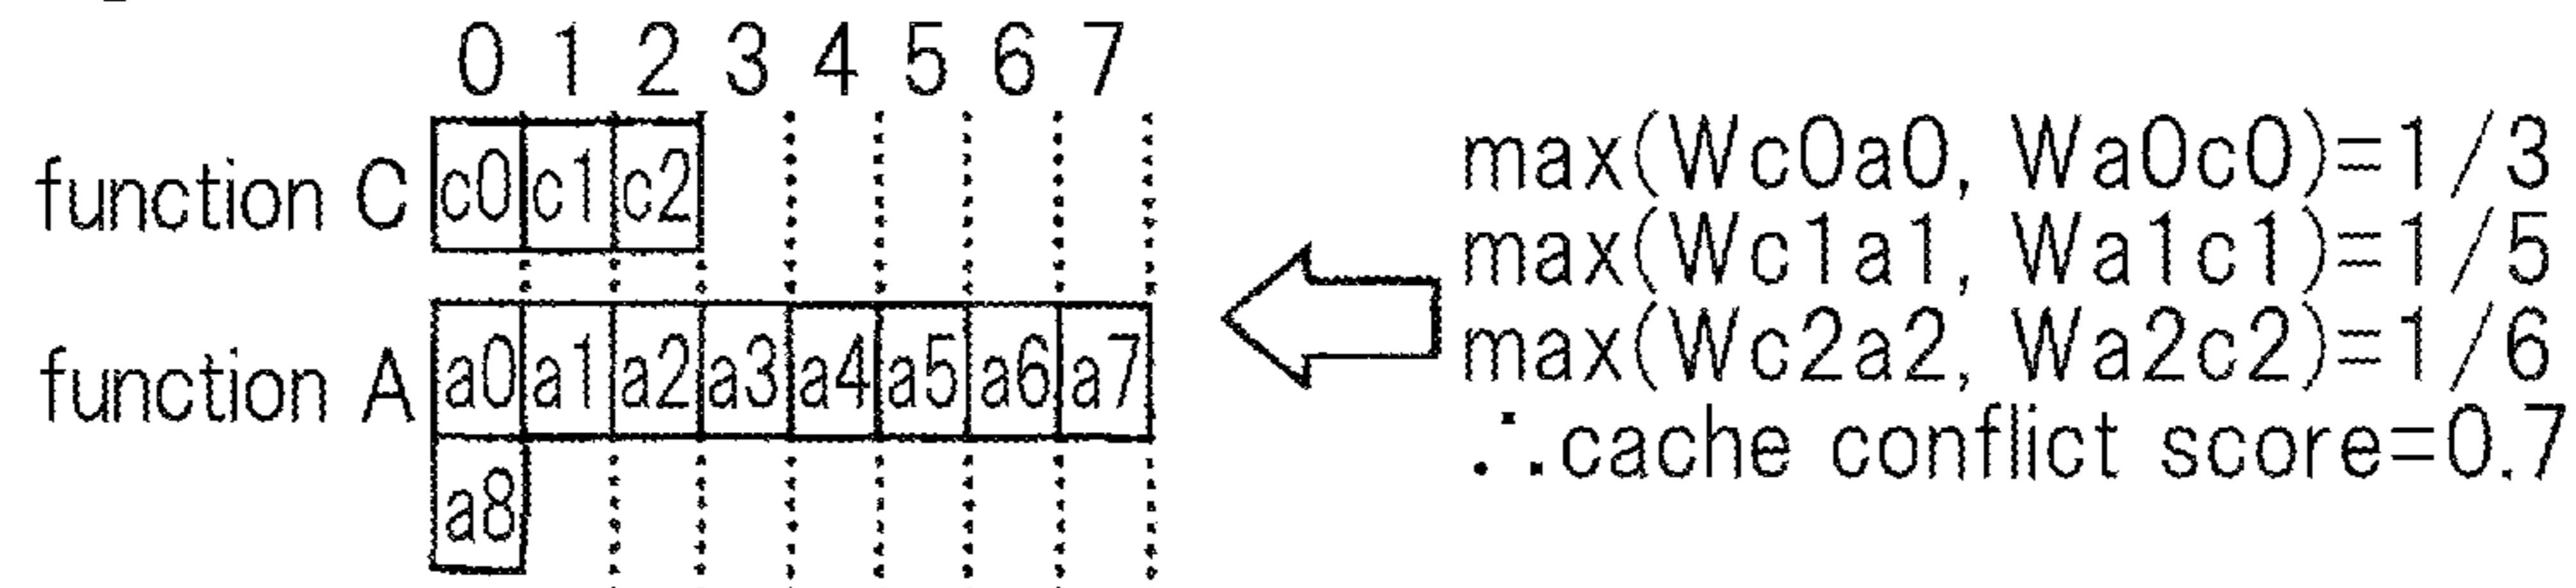 0 1 2 3 4 5 6 7
function C c0 c1 c2
function A a0 a1 a2 a3 a4 a5 a6 a7
a8
max(Wc0a0, Wa0c0)=1/3
max(Wc1a1, Wa1c1)=1/5
max(Wc2a2, Wa2c2)=1/6
∴cache conflict score=0.7